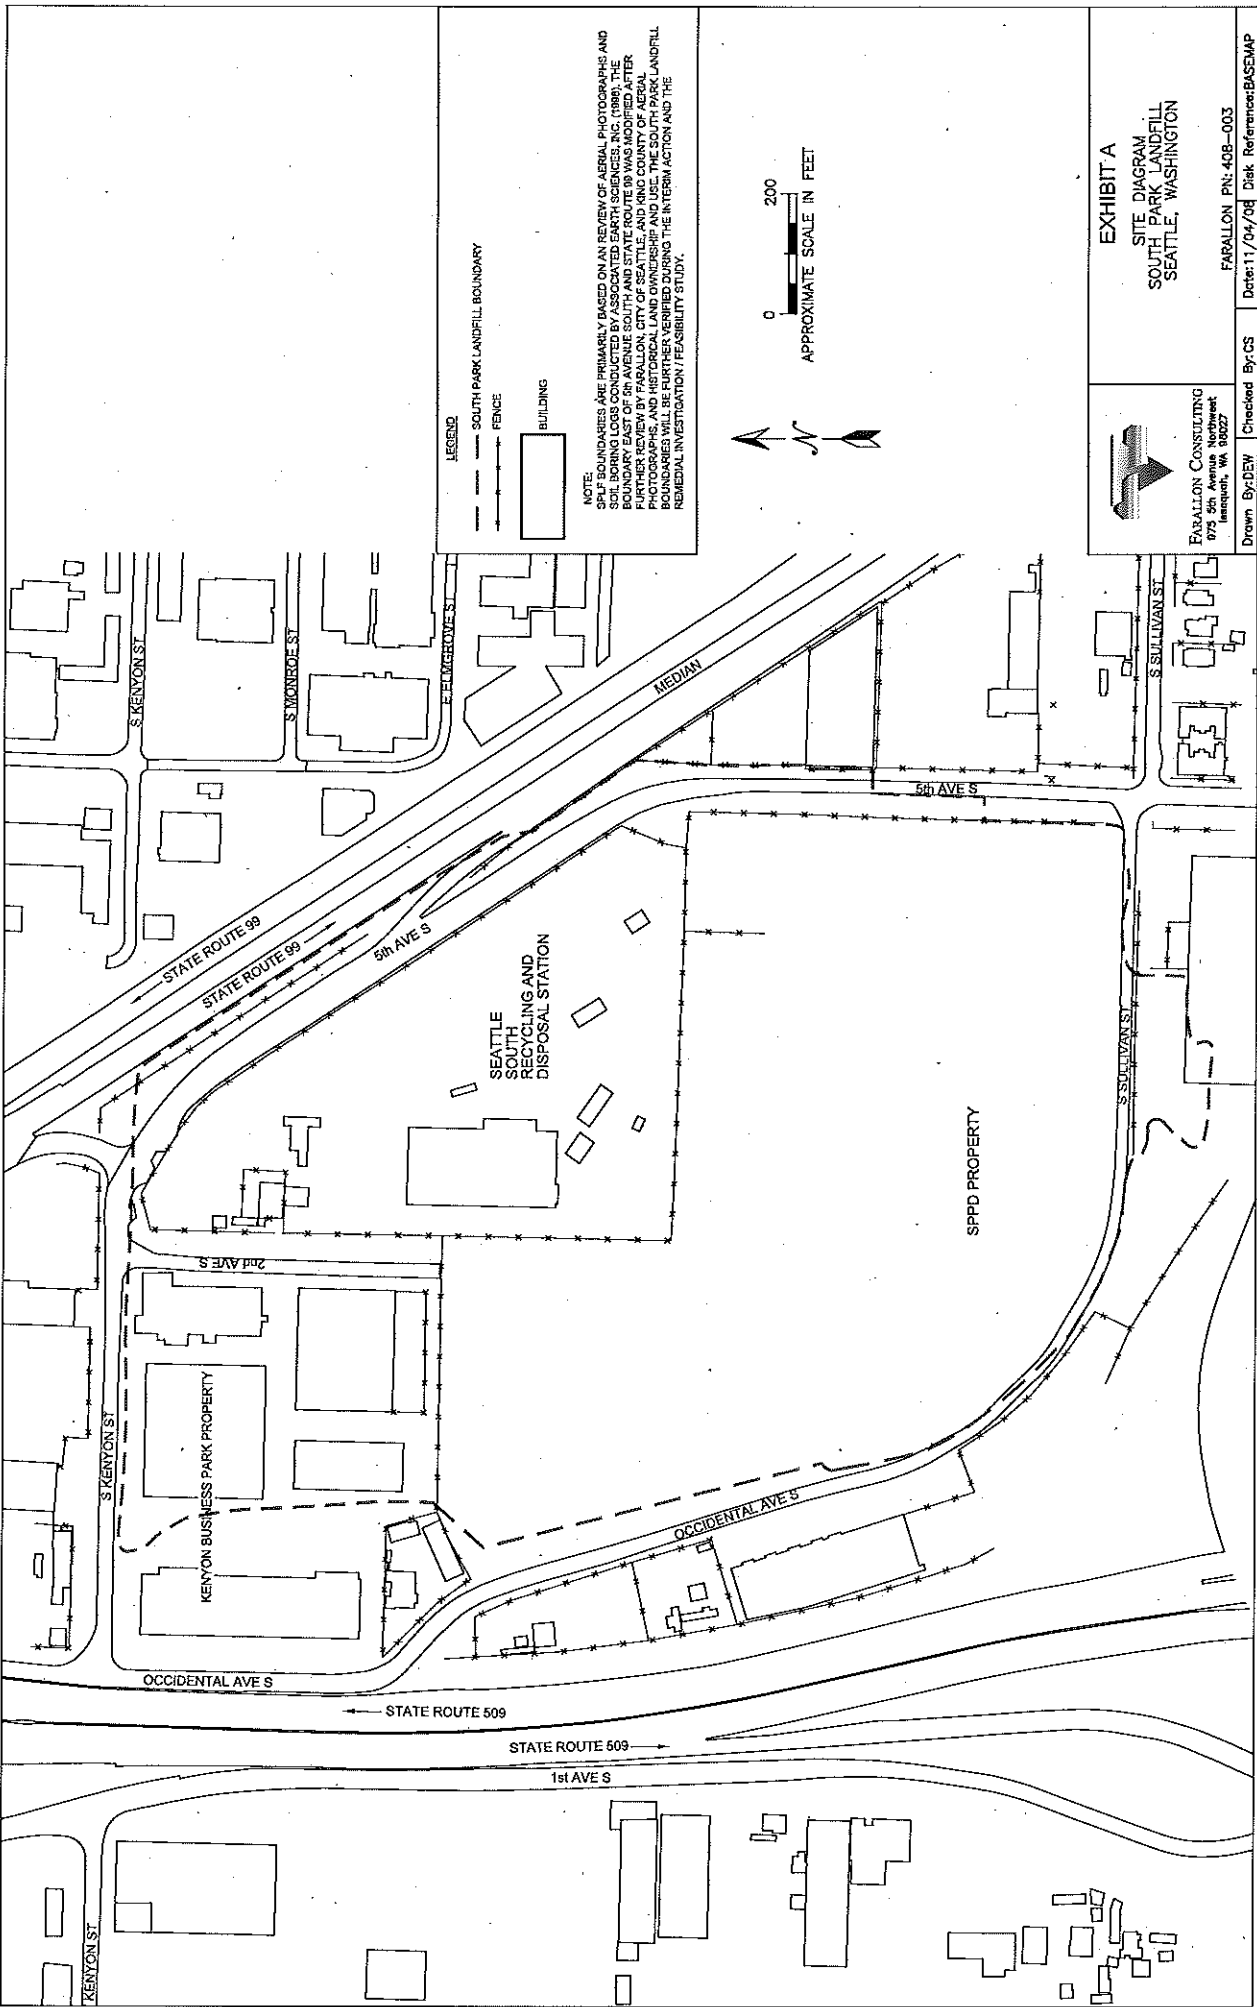 LEGEND
SOUTH PARK LANDFILL BOUNDARY
FENCE
BUILDING
NOTE:
SPLF BOUNDARIES ARE PRIMARILY BASED ON AN REVIEW OF AERIAL PHOTOGRAPHS AND
SOIL BORING LOGS CONDUCTED BY ASSOCIATED EARTH SCIENCES, INC. (1998). THE
BOUNDARY EAST OF 5th AVENUE SOUTH AND STATE ROUTE 99 WAS MODIFIED AFTER
FURTHER REVIEW BY FARALLON, CITY OF SEATTLE, AND KING COUNTY OF AERIAL
PHOTOGRAPHS, AND HISTORICAL LAND OWNERSHIP AND USE. THE SOUTH PARK LANDFILL
BOUNDARIES WILL BE FURTHER VERIFIED DURING THE INTERIM ACTION AND THE
REMEDIAL INVESTIGATION / FEASIBILITY STUDY.
N
0 200
APPROXIMATE SCALE IN FEET
FARALLON CONSULTING
975 5th Avenue Northwest
Issaquah, WA 98027
EXHIBIT A
SITE DIAGRAM
SOUTH PARK LANDFILL
SEATTLE, WASHINGTON
FARALLON PN: 408-003
Drawn By:DEW
Checked By:CS
Date:11/04/08
Disk Reference:BASEMAP
S KENYON ST
S MONROE ST
E ELMGROVE ST
MEDIAN
S SULLIVAN ST
5th AVE S
STATE ROUTE 99
STATE ROUTE 99
5th AVE S
SEATTLE
SOUTH
RECYCLING AND
DISPOSAL STATION
S SULLIVAN ST
SPPD PROPERTY
2nd AVE S
S KENYON ST
KENYON BUSINESS PARK PROPERTY
OCCIDENTAL AVE S
OCCIDENTAL AVE S
STATE ROUTE 509
STATE ROUTE 509
1st AVE S
KENYON ST